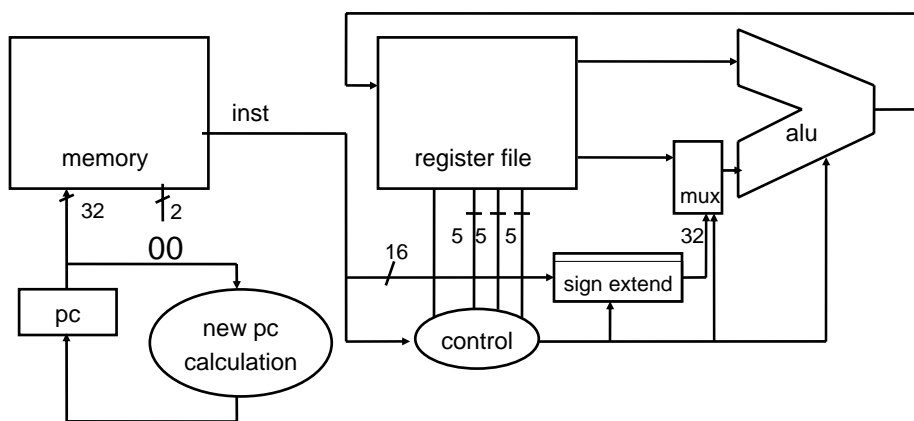 inst
memory
register file
alu
mux
32
2
5
5
5
32
00
16
sign extend
pc
new pc
calculation
control